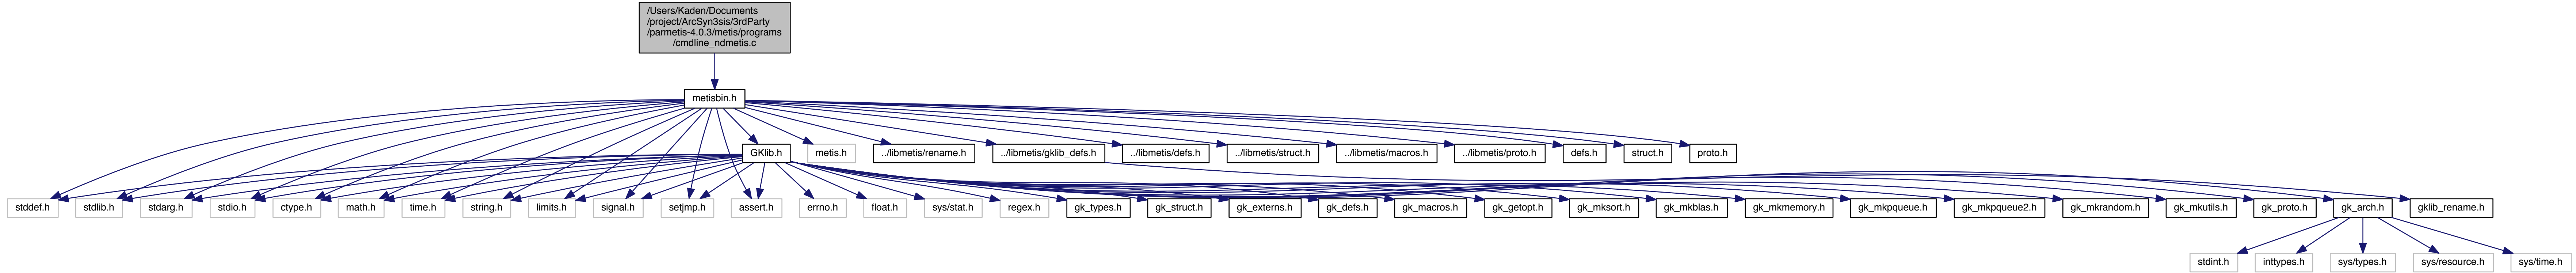 /Users/Kaden/Documents
/project/ArcSyn3sis/3rdParty
/parmetis-4.0.3/metis/programs
/cmdline_ndmetis.c
metisbin.h
GKlib.h
metis.h
../libmetis/rename.h
../libmetis/gklib_defs.h
../libmetis/defs.h
../libmetis/struct.h
../libmetis/macros.h
../libmetis/proto.h
defs.h
struct.h
proto.h
stddef.h
stdlib.h
stdarg.h
stdio.h
ctype.h
math.h
time.h
string.h
limits.h
signal.h
setjmp.h
assert.h
errno.h
float.h
sys/stat.h
regex.h
gk_types.h
gk_struct.h
gk_externs.h
gk_defs.h
gk_macros.h
gk_getopt.h
gk_mksort.h
gk_mkblas.h
gk_mkmemory.h
gk_mkpqueue.h
gk_mkpqueue2.h
gk_mkrandom.h
gk_mkutils.h
gk_proto.h
gk_arch.h
gklib_rename.h
stdint.h
inttypes.h
sys/types.h
sys/resource.h
sys/time.h